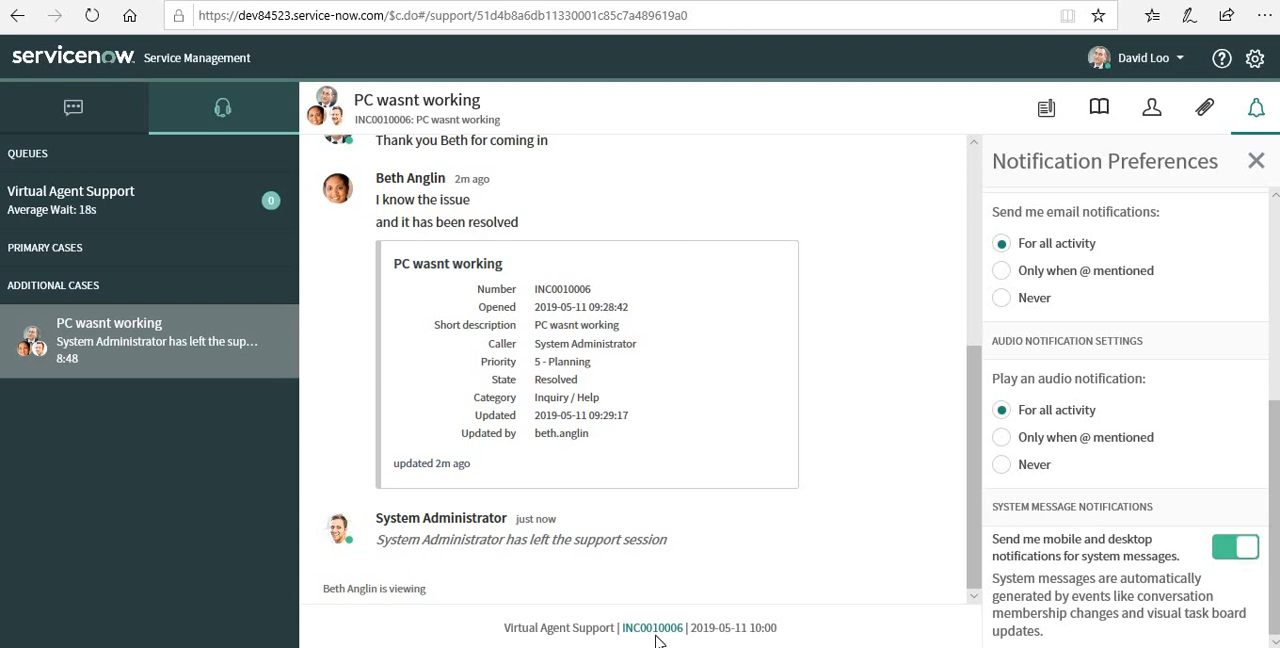 https://dev84523.service-now.com/$c.do#/support/51d4b8a6db11330001c85c7a489619a0
servicenow. Service Management
David Loo
QUEUES
Virtual Agent Support
Average Wait: 18s
0
PRIMARY CASES
ADDITIONAL CASES
PC wasnt working
System Administrator has left the sup...
8:48
PC wasnt working
INC0010006: PC wasnt working
Thank you Beth for coming in
Beth Anglin 2m ago
I know the issue
and it has been resolved
PC wasnt working
Number INC0010006
Opened 2019-05-11 09:28:42
Short description PC wasnt working
Caller System Administrator
Priority 5 - Planning
State Resolved
Category Inquiry / Help
Updated 2019-05-11 09:29:17
Updated by beth.anglin
updated 2m ago
System Administrator just now
System Administrator has left the support session
Beth Anglin is viewing
Virtual Agent Support | INC0010006 | 2019-05-11 10:00
Notification Preferences
Send me email notifications:
For all activity
Only when @ mentioned
Never
AUDIO NOTIFICATION SETTINGS
Play an audio notification:
For all activity
Only when @ mentioned
Never
SYSTEM MESSAGE NOTIFICATIONS
Send me mobile and desktop
notifications for system messages.
System messages are automatically
generated by events like conversation
membership changes and visual task board
updates.